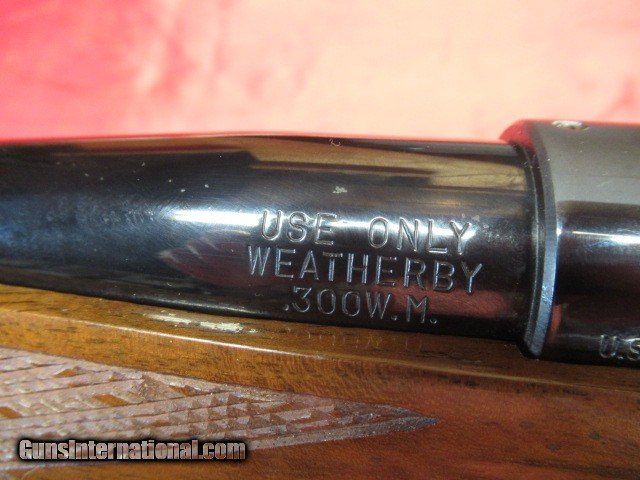 USE ONLY
WEATHERBY
.300W.M.
U.S
GunsInternational.com